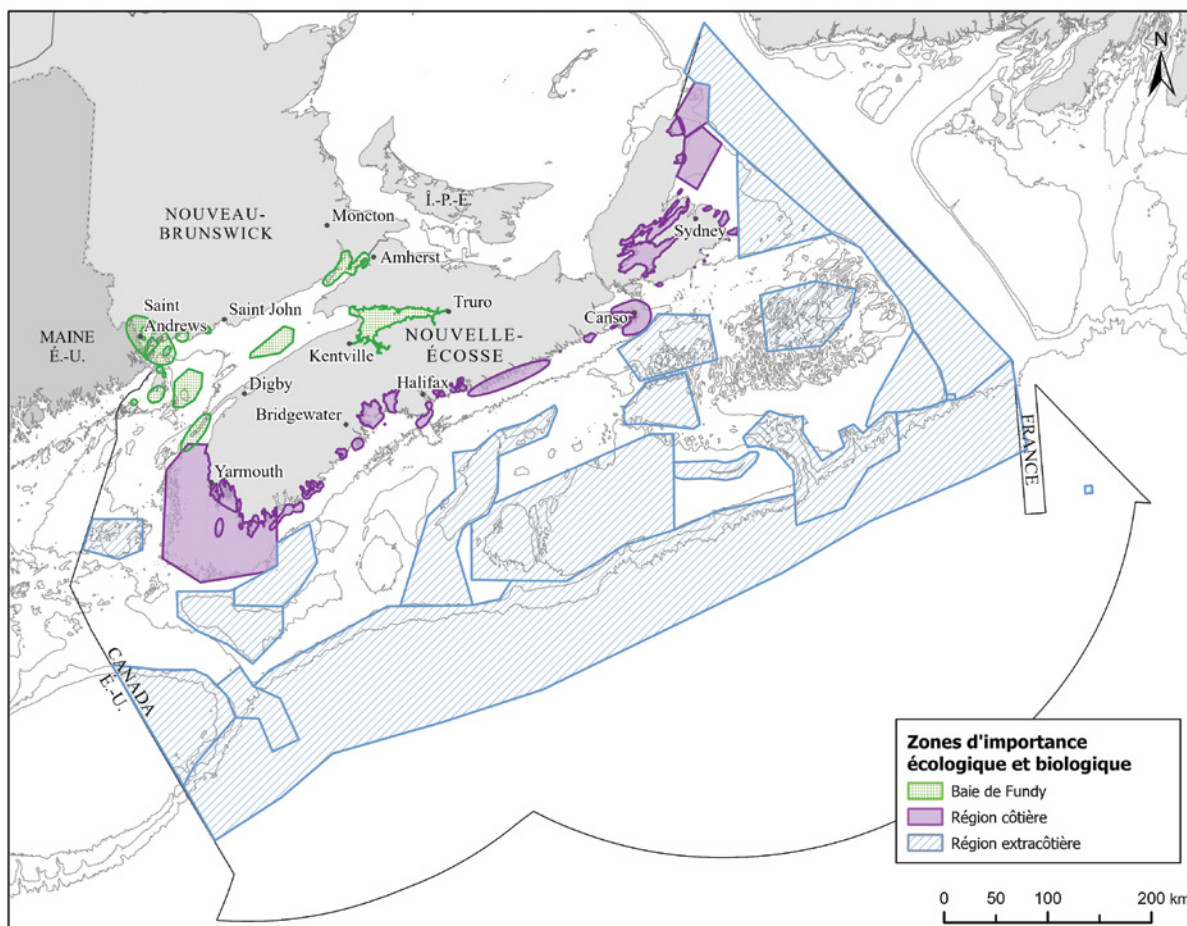 N
NOUVEAU-
BRUNSWICK
Moncton
Î.-P.-É.
Amherst
Sydney
Saint
Andrews
Saint John
Truro
Canso
MAINE
É.-U.
Kentville
NOUVELLE-
ÉCOSSE
Digby
Halifax
Bridgewater
Yarmouth
FRANCE
CANADA
É.-U.
Zones d'importance
écologique et biologique
Baie de Fundy
Région côtière
Région extracôtière
0 50 100 200 km